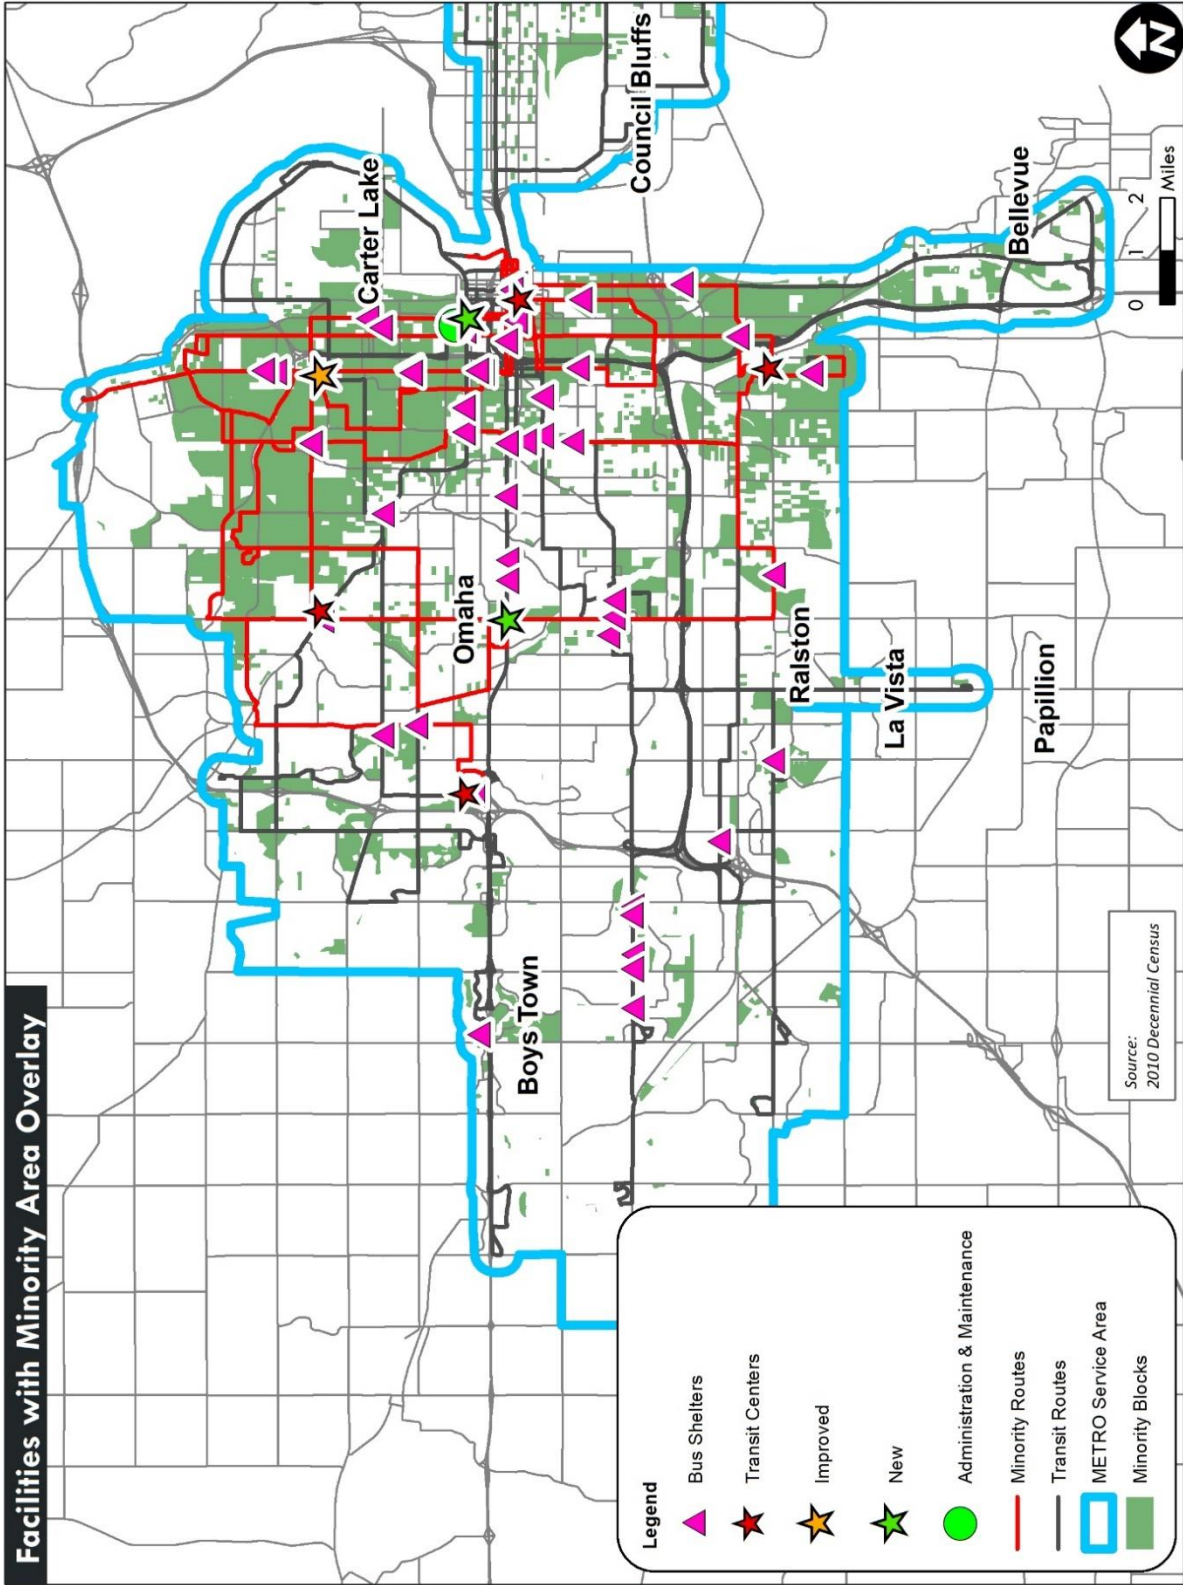 Facilities with Minority Area Overlay
Carter Lake
Council Bluffs
Omaha
Boys Town
Ralston
La Vista
Papillion
Bellevue
N
0 1 2
Miles
Source:
2010 Decennial Census
Legend
Bus Shelters
Transit Centers
Improved
New
Administration & Maintenance
Minority Routes
Transit Routes
METRO Service Area
Minority Blocks